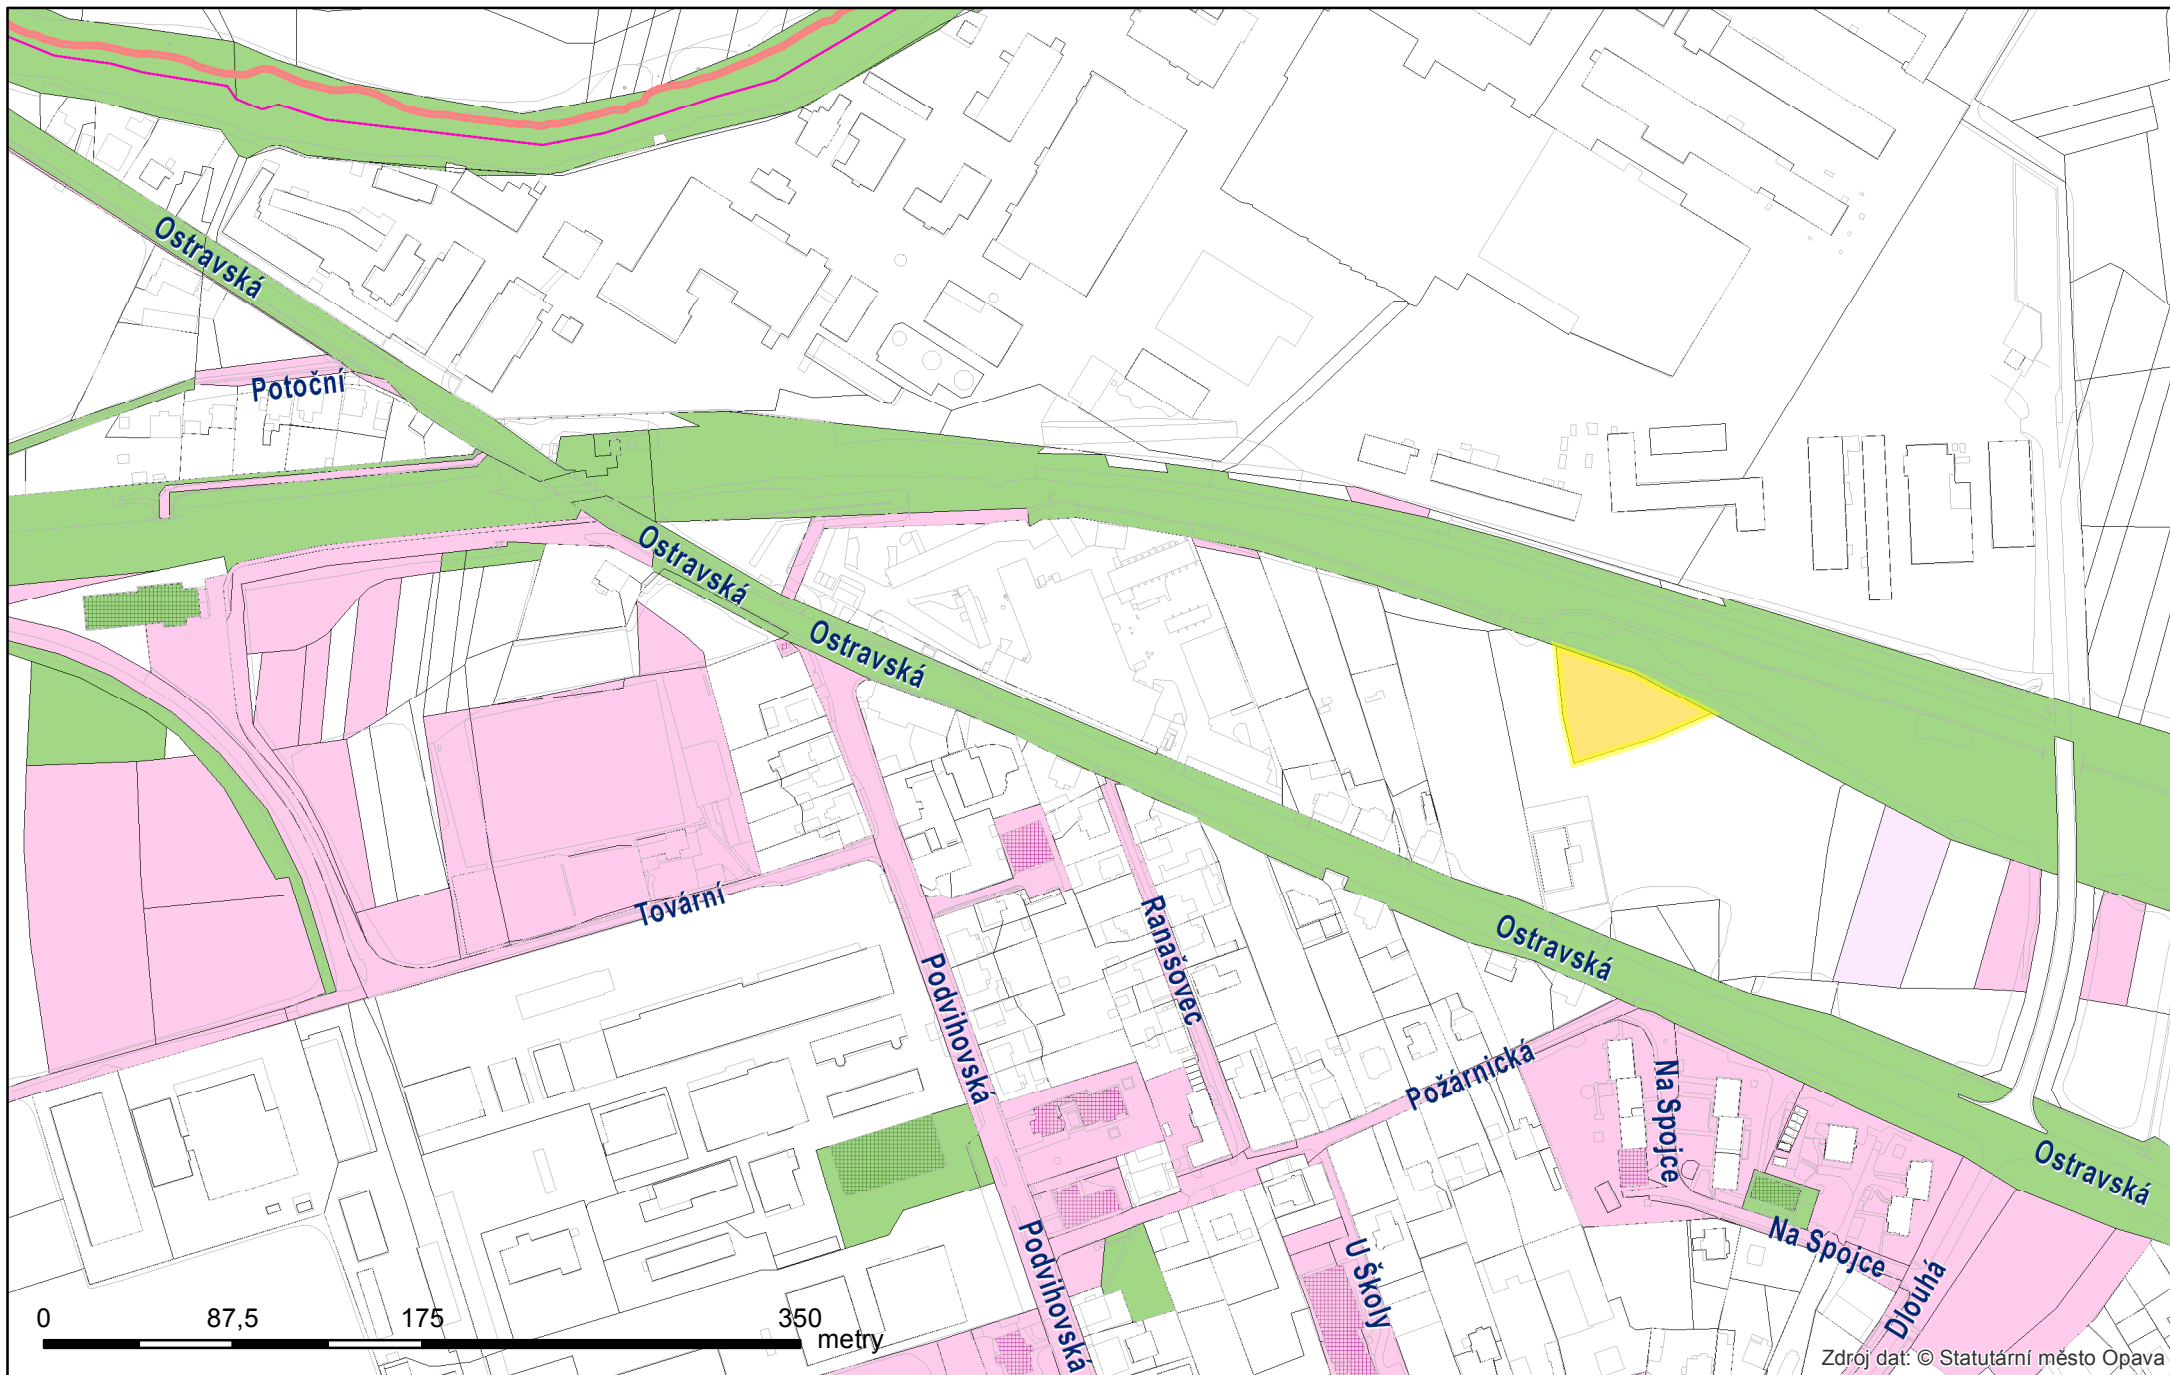 Ostravská
Potoční
Ostravská
Ostravská
Tovární
Ranašovec
Podvihovská
Ostravská
Požárnická
Na Spojce
Ostravská
Na Spojce
Podvihovská
U Školy
Dlouhá
0 87,5 175 350
metry
Zdroj dat: © Statutární město Opava